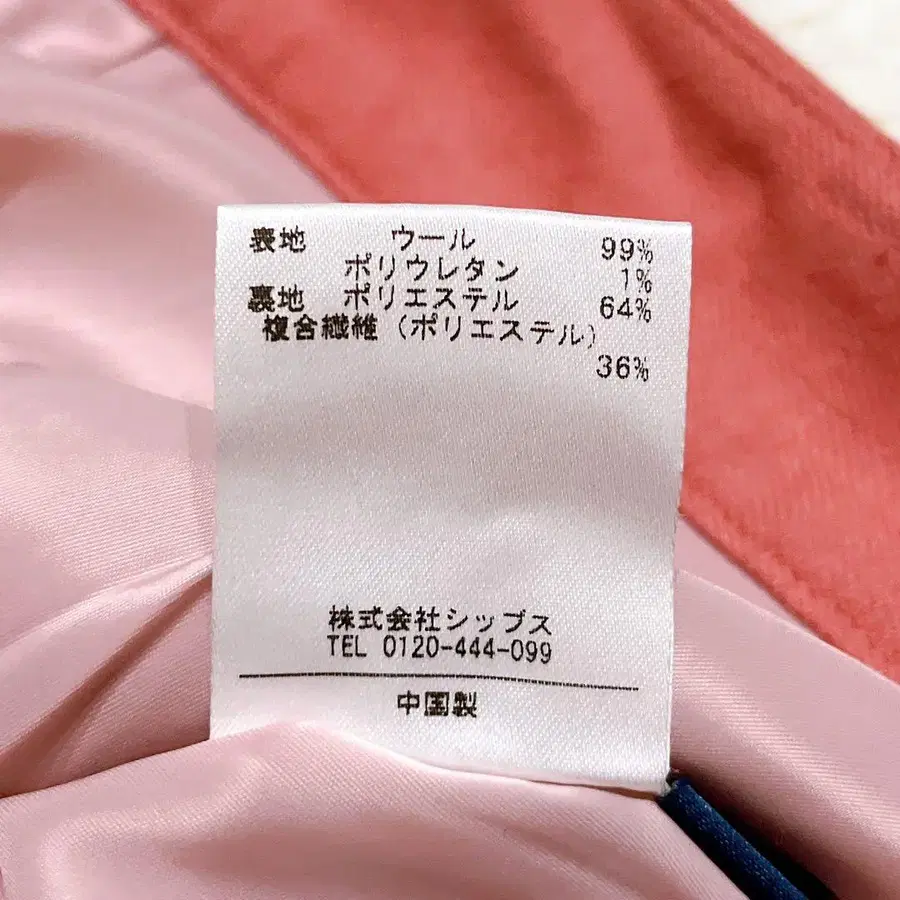 表地 ウール 99%
ポリウレタン 1%
裏地 ポリエステル 64%
複合繊維(ポリエステル)
36%
株式会社シップス
TEL 0120-444-099
中国製